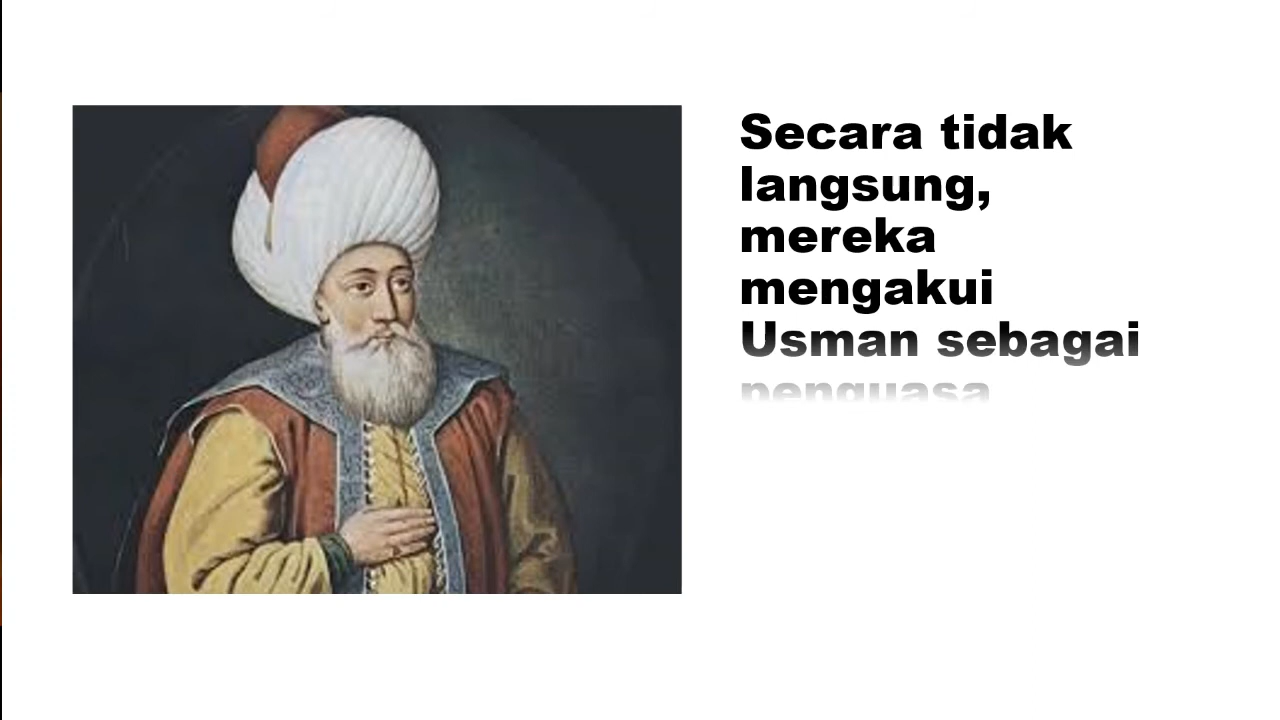 Secara tidak
langsung,
mereka
mengakui
Usman sebagai
penguasa